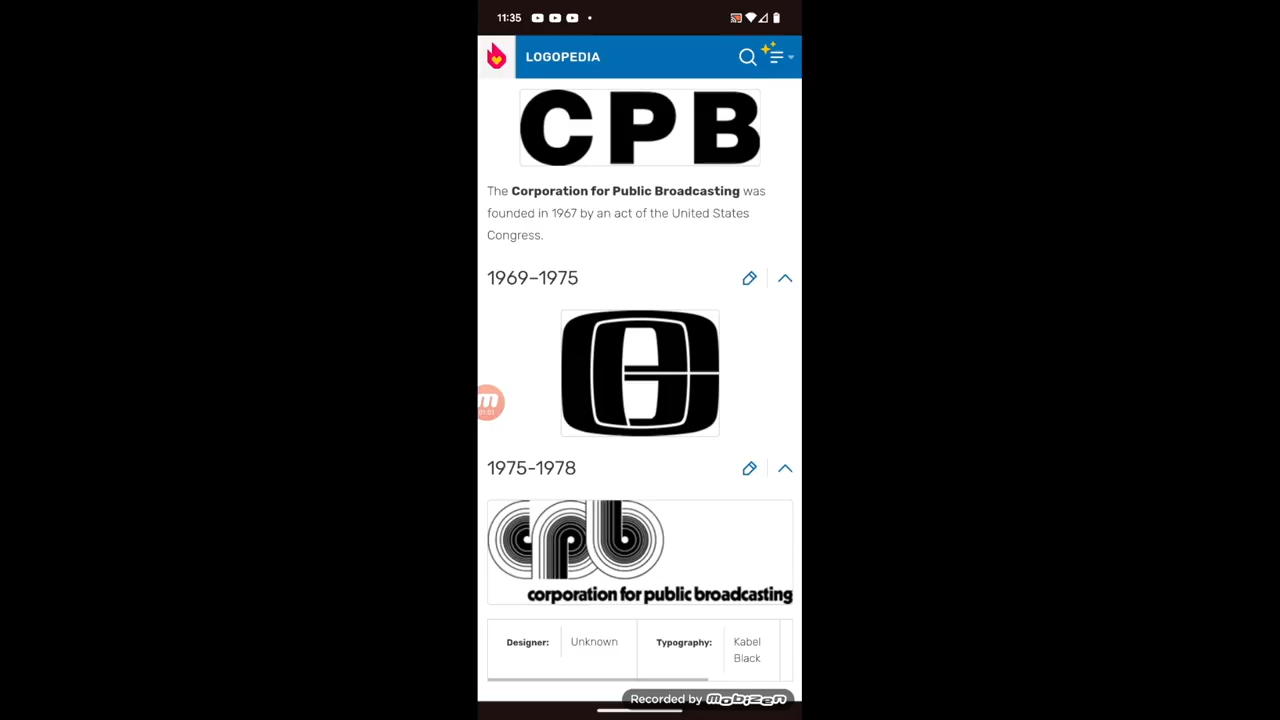 11:35
LOGOPEDIA
CPB
The Corporation for Public Broadcasting was
founded in 1967 by an act of the United States
Congress.
1969–1975
m
01:03
1975-1978
cpb
corporation for public broadcasting
Designer: Unknown Typography: Kabel
Black
Recorded by mobizen